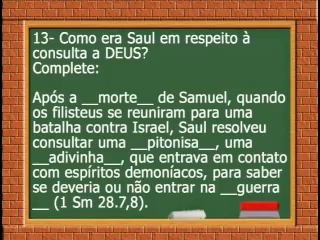 13- Como era Saul em respeito à
consulta a DEUS?
Complete:
Após a __morte__ de Samuel, quando
os filisteus se reuniram para uma
batalha contra Israel, Saul resolveu
consultar uma __pitonisa__, uma
__adivinha__, que entrava em contato
com espíritos demoníacos, para saber
se deveria ou não entrar na __guerra
__ (1 Sm 28.7,8).